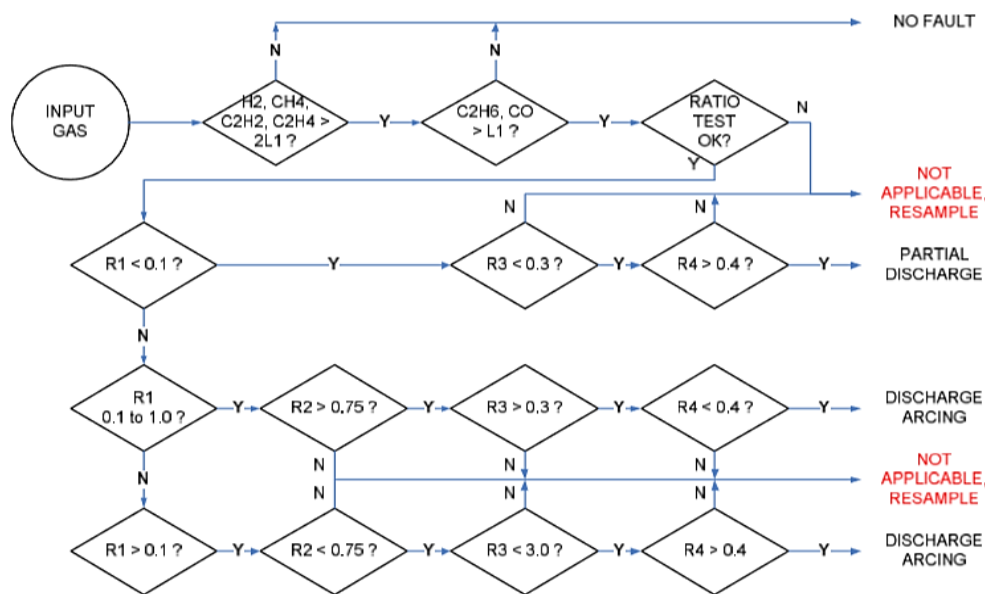 NO FAULT
N
N
INPUT
GAS
H2, CH4,
C2H2, C2H4 >
2L1 ?
Y
C2H6, CO
> L1 ?
Y
RATIO
TEST
OK?
N
Y
NOT
APPLICABLE,
RESAMPLE
N
N
R1 < 0.1 ?
Y
R3 < 0.3 ?
Y
R4 > 0.4 ?
Y
PARTIAL
DISCHARGE
N
R1
0.1 to 1.0 ?
Y
R2 > 0.75 ?
Y
R3 > 0.3 ?
Y
R4 < 0.4 ?
Y
DISCHARGE
ARCING
N
N
N
N
NOT
APPLICABLE,
RESAMPLE
N
N
N
R1 > 0.1 ?
Y
R2 < 0.75 ?
Y
R3 < 3.0 ?
Y
R4 > 0.4
Y
DISCHARGE
ARCING